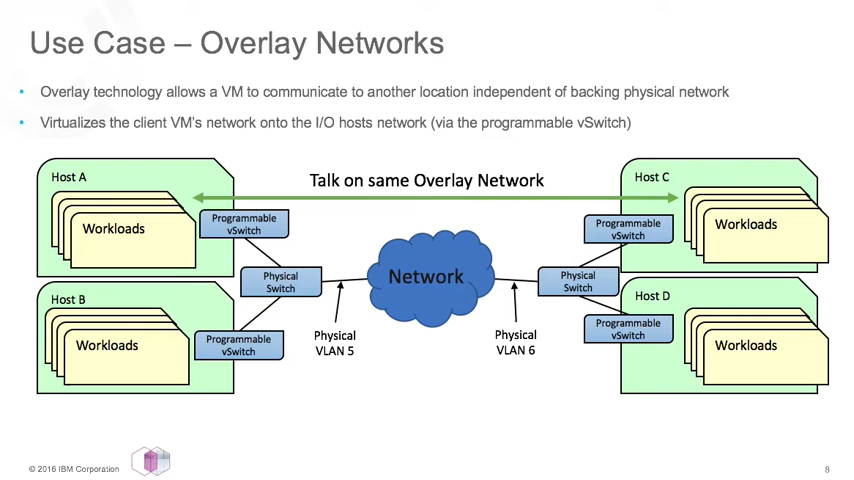 Use Case – Overlay Networks
• Overlay technology allows a VM to communicate to another location independent of backing physical network
• Virtualizes the client VM's network onto the I/O hosts network (via the programmable vSwitch)
Host A
Talk on same Overlay Network
Host C
Workloads
Programmable
vSwitch
Programmable
vSwitch
Workloads
Physical
Switch
Network
Physical
Switch
Host B
Host D
Workloads
Programmable
vSwitch
Physical
VLAN 5
Physical
VLAN 6
Programmable
vSwitch
Workloads
© 2016 IBM Corporation
8